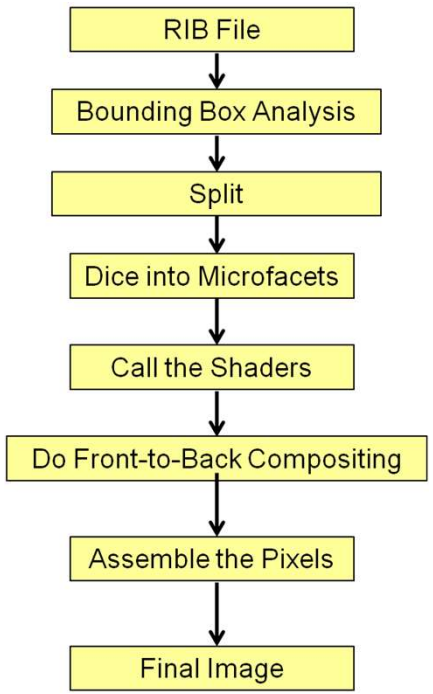 RIB File
Bounding Box Analysis
Split
Dice into Microfacets
Call the Shaders
Do Front-to-Back Compositing
Assemble the Pixels
Final Image